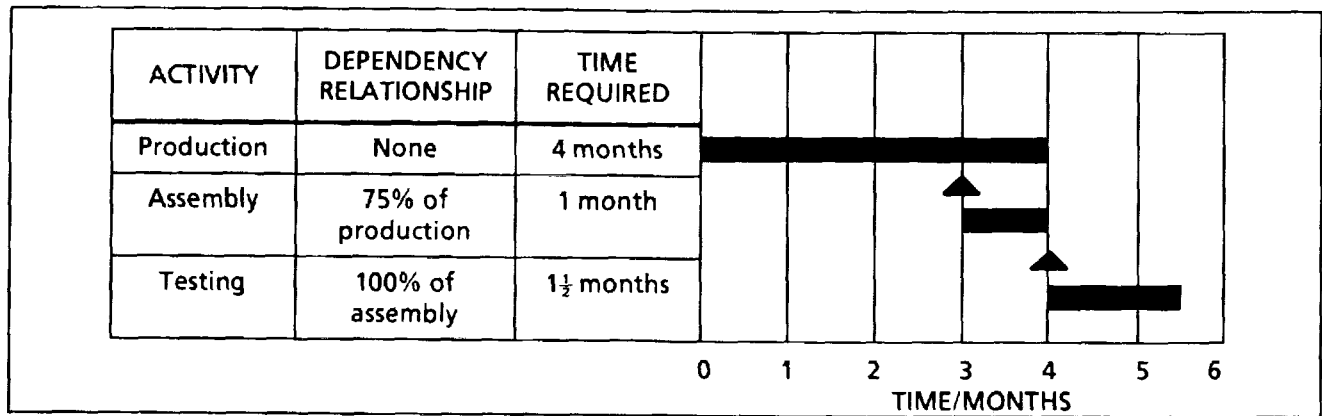 ACTIVITY
DEPENDENCY
RELATIONSHIP
TIME
REQUIRED
Production
None
4 months
Assembly
75% of
production
1 month
Testing
100% of
assembly
1½ months
0 1 2 3 4 5 6
TIME/MONTHS